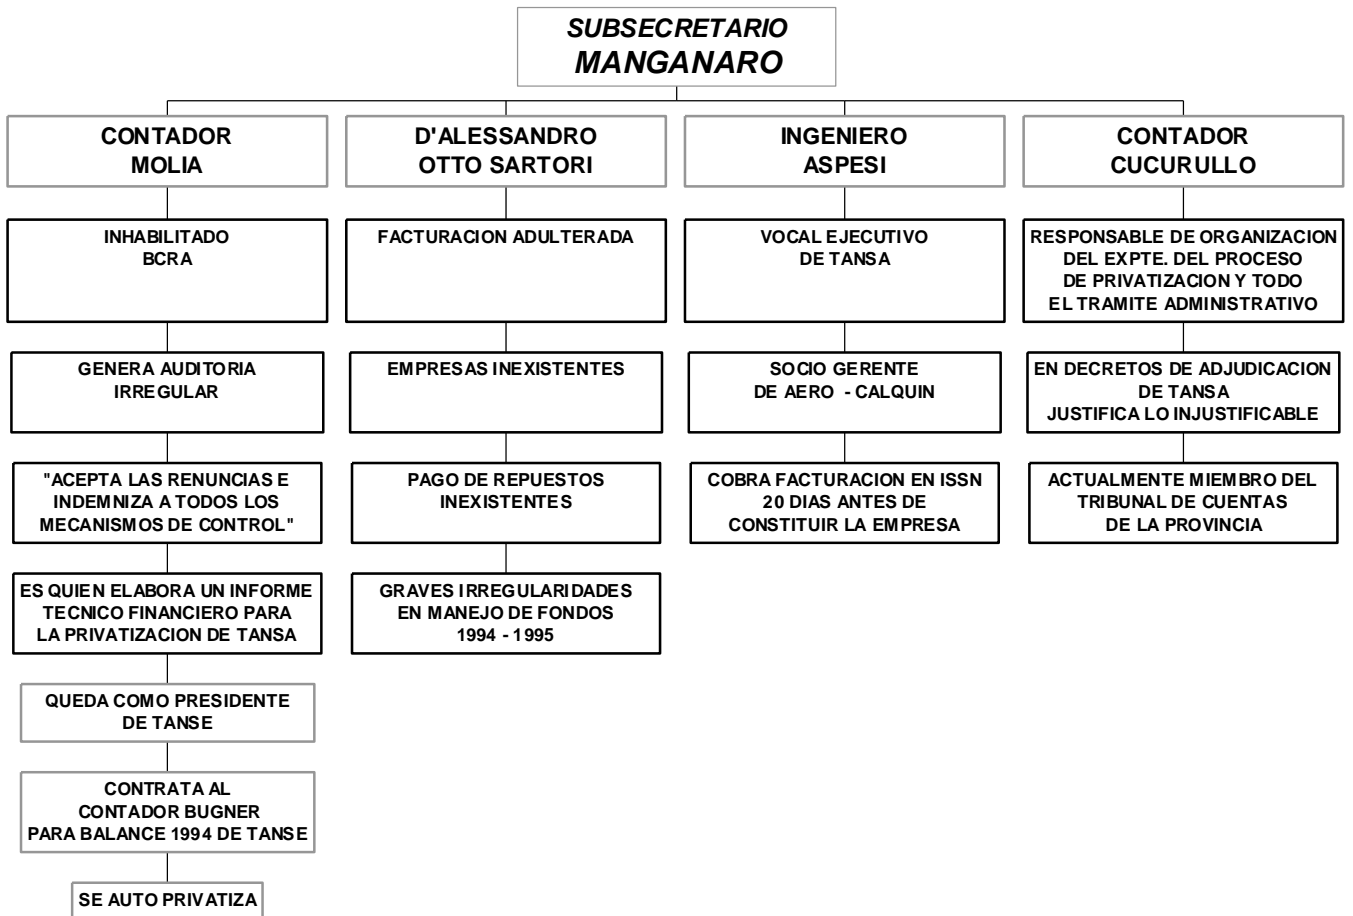 SUBSECRETARIO
MANGANARO
CONTADOR
MOLIA
INHABILITADO
BCRA
GENERA AUDITORIA
IRREGULAR
"ACEPTA LAS RENUNCIAS E
INDEMNIZA A TODOS LOS
MECANISMOS DE CONTROL"
ES QUIEN ELABORA UN INFORME
TECNICO FINANCIERO PARA
LA PRIVATIZACION DE TANSA
QUEDA COMO PRESIDENTE
DE TANSE
CONTRATA AL
CONTADOR BUGNER
PARA BALANCE 1994 DE TANSE
SE AUTO PRIVATIZA
D'ALESSANDRO
OTTO SARTORI
FACTURACION ADULTERADA
EMPRESAS INEXISTENTES
PAGO DE REPUESTOS
INEXISTENTES
GRAVES IRREGULARIDADES
EN MANEJO DE FONDOS
1994 - 1995
INGENIERO
ASPESI
VOCAL EJECUTIVO
DE TANSA
SOCIO GERENTE
DE AERO - CALQUIN
COBRA FACTURACION EN ISSN
20 DIAS ANTES DE
CONSTITUIR LA EMPRESA
CONTADOR
CUCURULLO
RESPONSABLE DE ORGANIZACION
DEL EXPTE. DEL PROCESO
DE PRIVATIZACION Y TODO
EL TRAMITE ADMINISTRATIVO
EN DECRETOS DE ADJUDICACION
DE TANSA
JUSTIFICA LO INJUSTIFICABLE
ACTUALMENTE MIEMBRO DEL
TRIBUNAL DE CUENTAS
DE LA PROVINCIA